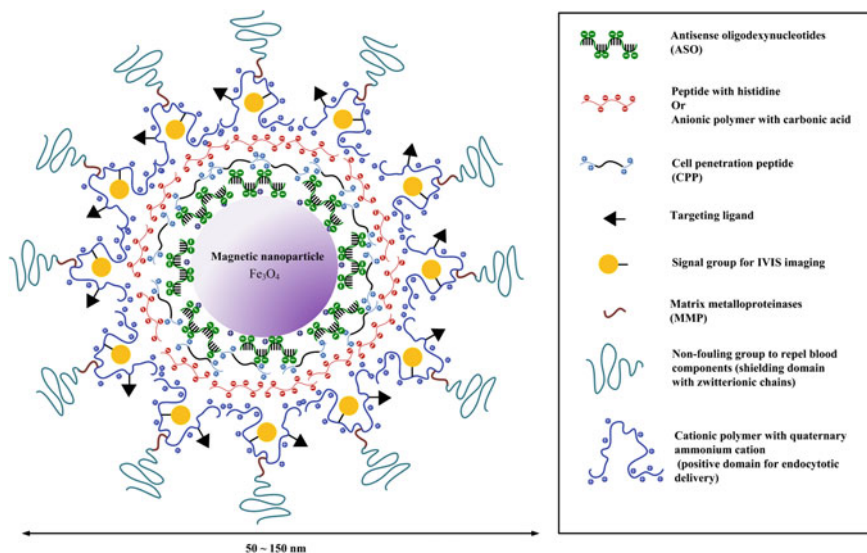 Magnetic nanoparticle
Fe₃O₄
50 ~ 150 nm
Antisense oligodexynucleotides
(ASO)
Peptide with histidine
Or
Anionic polymer with carbonic acid
Cell penetration peptide
(CPP)
Targeting ligand
Signal group for IVIS imaging
Matrix metalloproteinases
(MMP)
Non-fouling group to repel blood
components (shielding domain
with zwitterionic chains)
Cationic polymer with quaternary
ammonium cation
(positive domain for endocytotic
delivery)